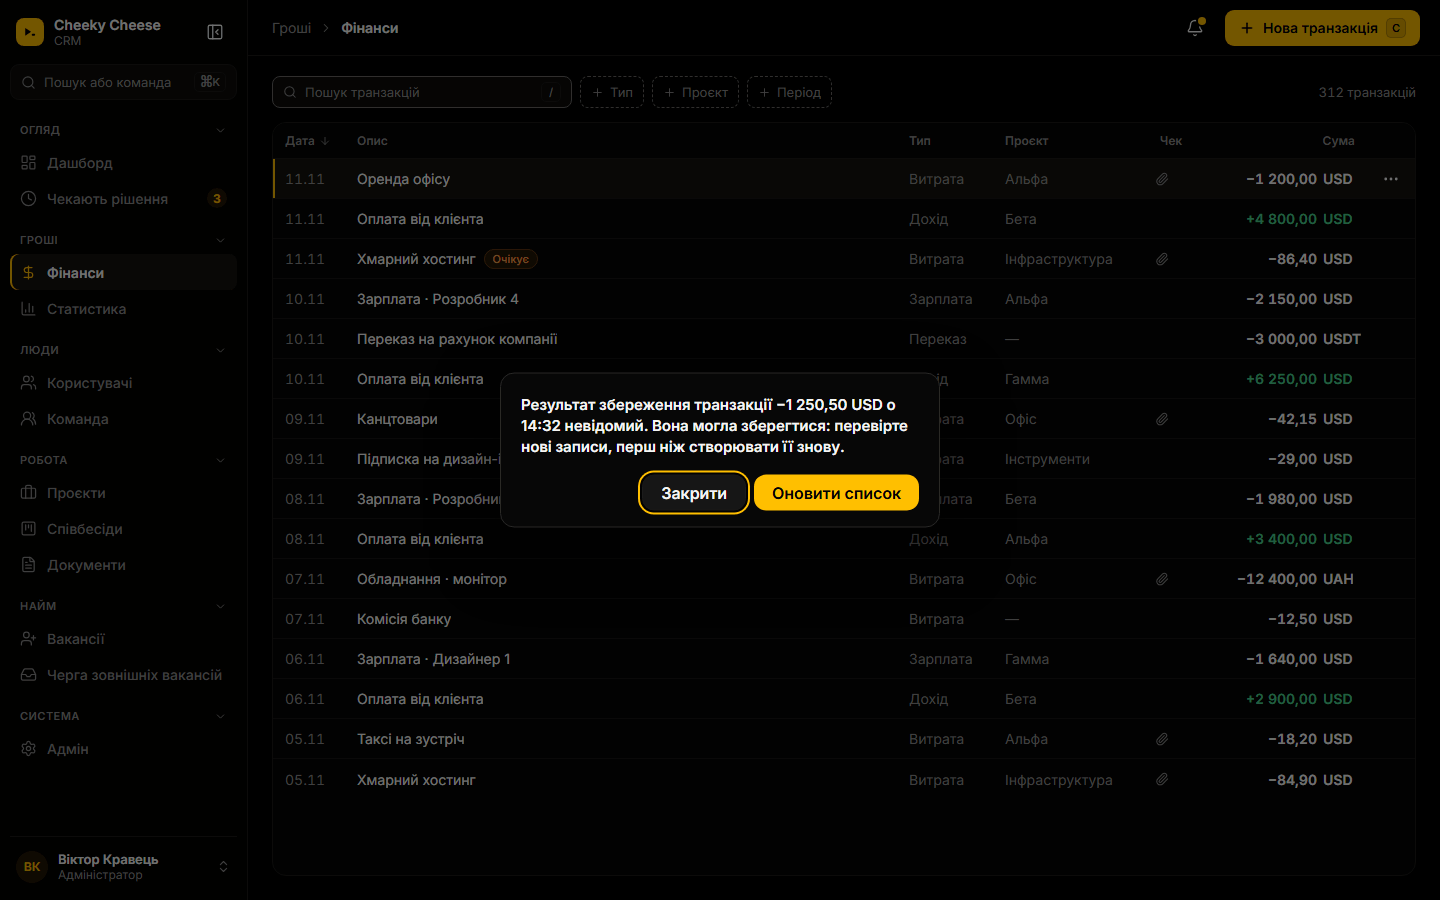 Cheeky Cheese
CRM
Пошук або команда ⌘K
ОГЛЯД
Дашборд
Чекають рішення 3
ГРОШІ
Фінанси
Статистика
ЛЮДИ
Користувачі
Команда
РОБОТА
Проєкти
Співбесіди
Документи
НАЙМ
Вакансії
Черга зовнішніх вакансій
СИСТЕМА
Адмін
ВК
Віктор Кравець
Адміністратор
Гроші > Фінанси
+ Нова транзакція C
Пошук транзакцій /
+ Тип
+ Проєкт
+ Період
312 транзакцій
Дата ↓ Опис Тип Проєкт Чек Сума
11.11 Оренда офісу Витрата Альфа −1 200,00 USD ···
11.11 Оплата від клієнта Дохід Бета +4 800,00 USD
11.11 Хмарний хостинг Очікує Витрата Інфраструктура −86,40 USD
10.11 Зарплата · Розробник 4 Зарплата Альфа −2 150,00 USD
10.11 Переказ на рахунок компанії Переказ — −3 000,00 USDT
10.11 Оплата від клієнта Гамма +6 250,00 USD
09.11 Канцтовари Офіс −42,15 USD
09.11 Підписка на Інструменти −29,00 USD
08.11 Зарплата · Бета −1 980,00 USD
08.11 Оплата від клієнта Дохід Альфа +3 400,00 USD
07.11 Обладнання · монітор Витрата Офіс −12 400,00 UAH
07.11 Комісія банку Витрата — −12,50 USD
06.11 Зарплата · Дизайнер 1 Зарплата Гамма −1 640,00 USD
06.11 Оплата від клієнта Дохід Бета +2 900,00 USD
05.11 Таксі на зустріч Витрата Альфа −18,20 USD
05.11 Хмарний хостинг Витрата Інфраструктура −84,90 USD
Результат збереження транзакції −1 250,50 USD о
14:32 невідомий. Вона могла зберегтися: перевірте
нові записи, перш ніж створювати її знову.
Закрити
Оновити список